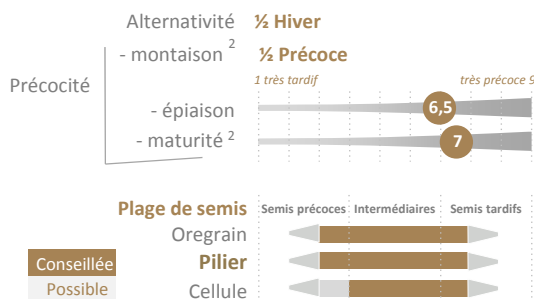 Alternativité ½ Hiver
- montaison ² ½ Précoce
Précocité
1 très tardif très précoce 9
- épiaison 6,5
- maturité ² 7
Plage de semis Semis précoces Intermédiaires Semis tardifs
Oregrain
Conseillée Pilier
Possible Cellule